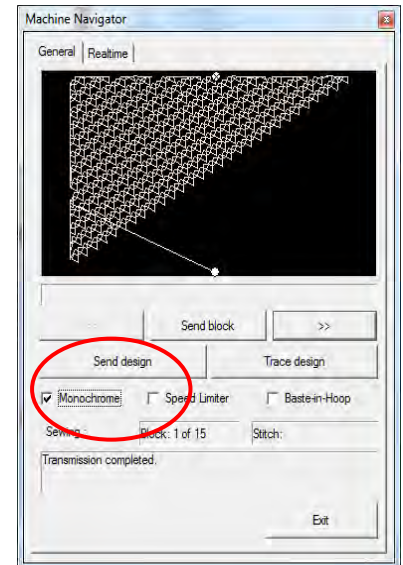 Machine Navigator
General Realtime
Send block >>
Send design Trace design
Monochrome Speed Limiter Baste-in-Hoop
Sewing: Block: 1 of 15 Stitch:
Transmission completed.
Exit